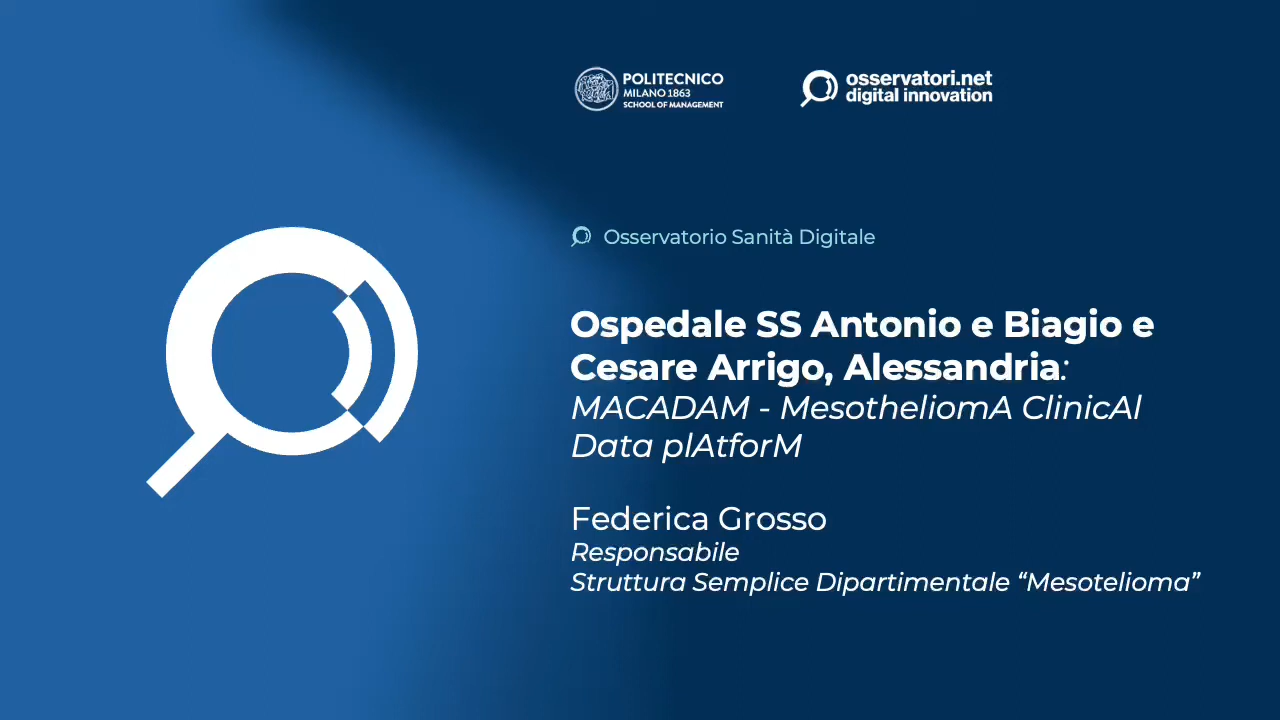 POLITECNICO
MILANO 1863
SCHOOL OF MANAGEMENT
osservatori.net
digital innovation
Osservatorio Sanità Digitale
Ospedale SS Antonio e Biagio e
Cesare Arrigo, Alessandria:
MACADAM - MesotheliomA ClinicAl
Data plAtforM
Federica Grosso
Responsabile
Struttura Semplice Dipartimentale “Mesotelioma”